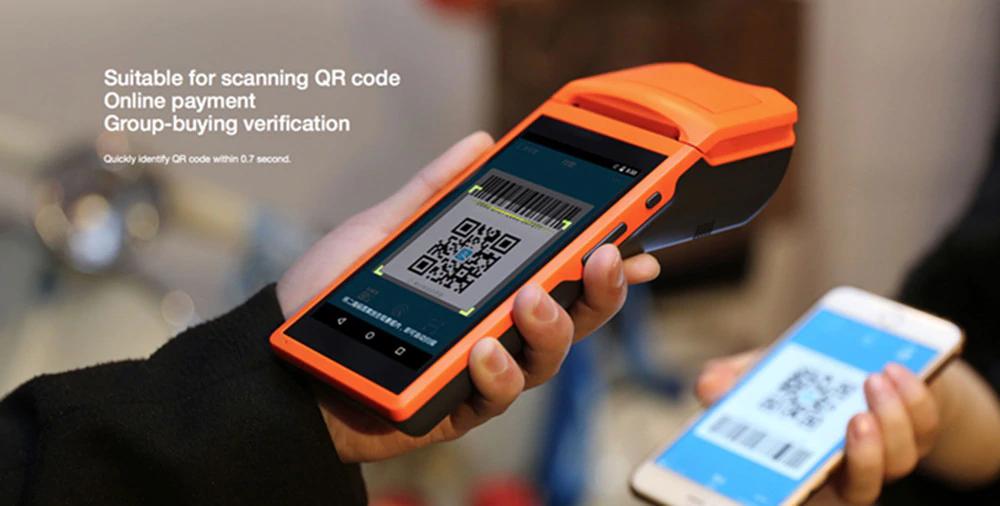 Suitable for scanning QR code
Online payment
Group-buying verification
Quickly identify QR code within 0.7 second.